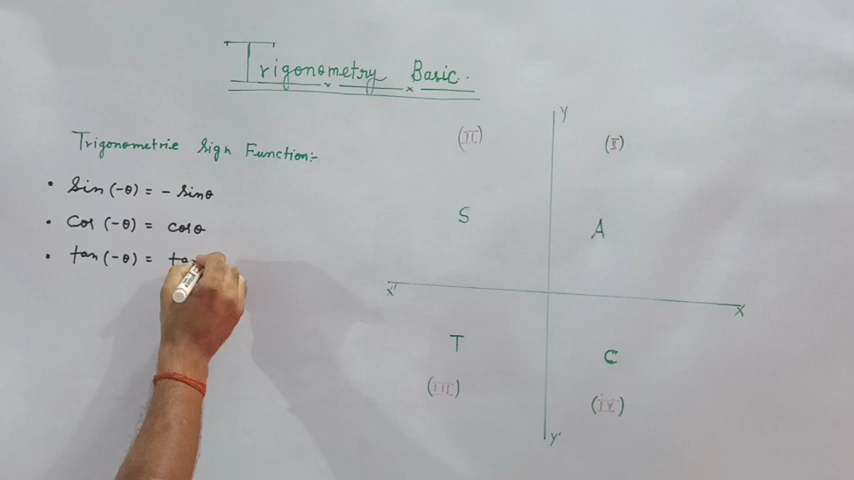 Trigonometry Basic.
Trigonometric Sign Function:-
• Sin (-θ) = - Sinθ
• Cos (-θ) = cosθ
• tan (-θ) = ta
Y
(II)
(I)
S
A
X'
X
T
C
(III)
(IV)
Y'